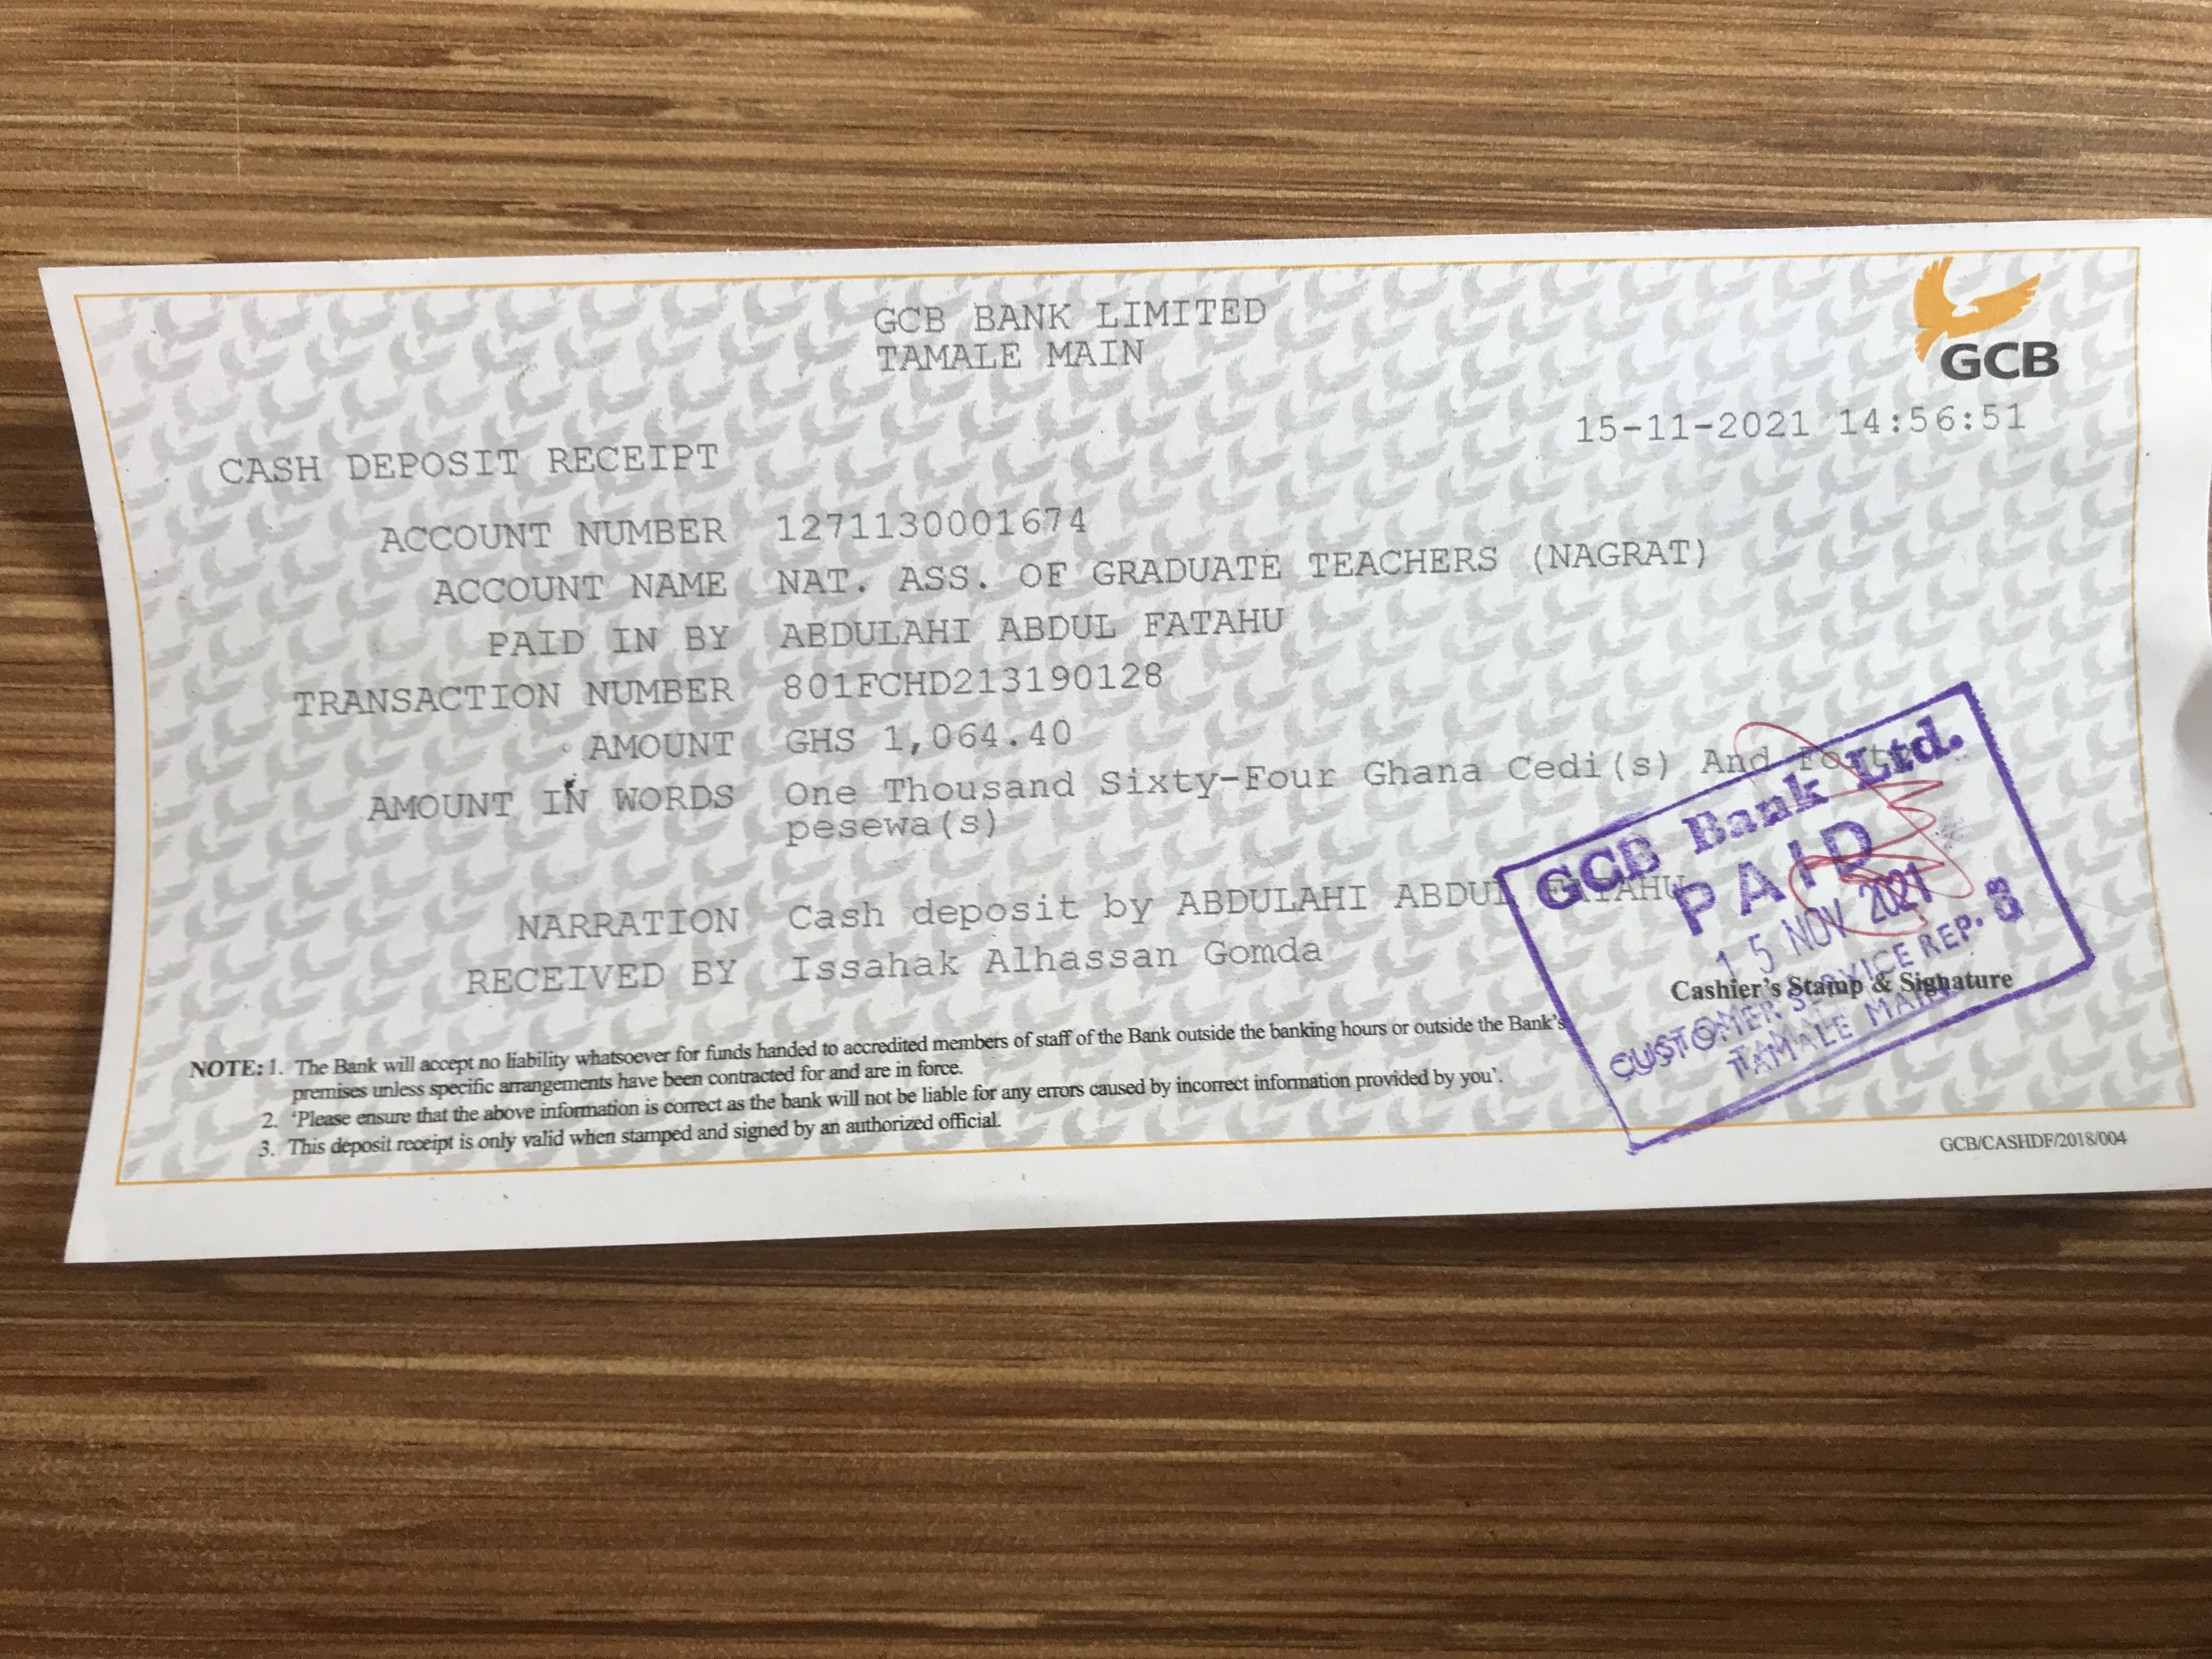 GCB BANK LIMITED
TAMALE MAIN
GCB
15-11-2021 14:56:51
CASH DEPOSIT RECEIPT
ACCOUNT NUMBER 1271130001674
ACCOUNT NAME NAT. ASS. OF GRADUATE TEACHERS (NAGRAT)
PAID IN BY ABDULAHI ABDUL FATAHU
TRANSACTION NUMBER 801FCHD213190128
AMOUNT GHS 1,064.40
AMOUNT IN WORDS One Thousand Sixty-Four Ghana Cedi(s) And
pesewa(s)
NARRATION Cash deposit by ABDULAHI ABDUL FATAHU
RECEIVED BY Issahak Alhassan Gomda
GCB Bank Ltd.
PAID
15 NOV 2021
CUSTOMER SERVICE REP. 3
TAMALE MAIN
Cashier's Stamp & Signature
NOTE: 1. The Bank will accept no liability whatsoever for funds handed to accredited members of staff of the Bank outside the banking hours or outside the Bank's
premises unless specific arrangements have been contracted for and are in force.
2. 'Please ensure that the above information is correct as the bank will not be liable for any errors caused by incorrect information provided by you'.
3. This deposit receipt is only valid when stamped and signed by an authorized official.
GCB/CASHDF/2018/004